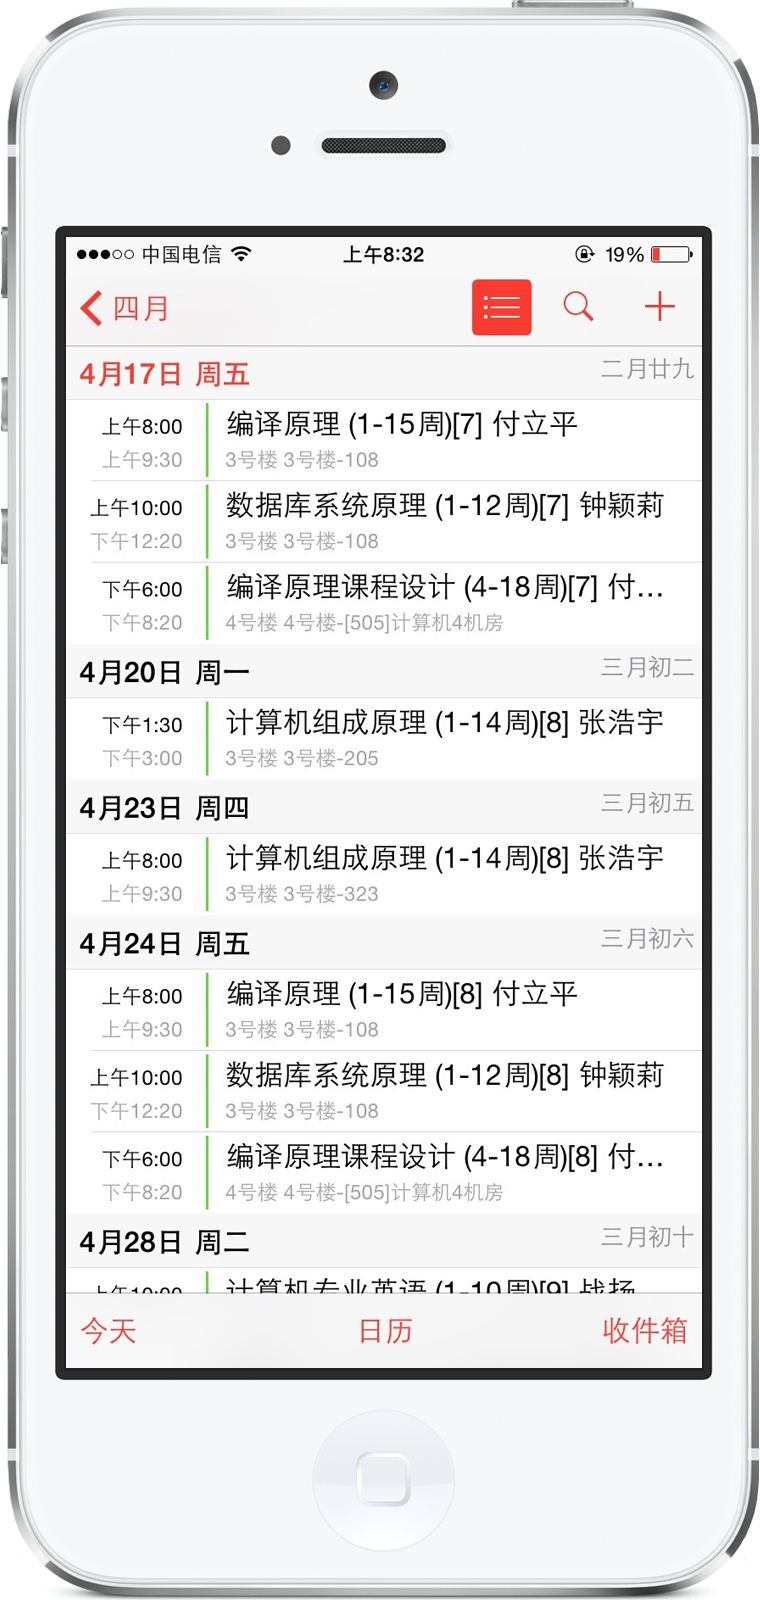 中国电信 上午8:32 19%
四月
4月17日 周五 二月廿九
上午8:00 编译原理 (1-15周)[7] 付立平
上午9:30 3号楼 3号楼-108
上午10:00 数据库系统原理 (1-12周)[7] 钟颖莉
下午12:20 3号楼 3号楼-108
下午6:00 编译原理课程设计 (4-18周)[7] 付…
下午8:20 4号楼 4号楼-[505]计算机4机房
4月20日 周一 三月初二
下午1:30 计算机组成原理 (1-14周)[8] 张浩宇
下午3:00 3号楼 3号楼-205
4月23日 周四 三月初五
上午8:00 计算机组成原理 (1-14周)[8] 张浩宇
上午9:30 3号楼 3号楼-323
4月24日 周五 三月初六
上午8:00 编译原理 (1-15周)[8] 付立平
上午9:30 3号楼 3号楼-108
上午10:00 数据库系统原理 (1-12周)[8] 钟颖莉
下午12:20 3号楼 3号楼-108
下午6:00 编译原理课程设计 (4-18周)[8] 付…
下午8:20 4号楼 4号楼-[505]计算机4机房
4月28日 周二 三月初十
上午10:00 计算机专业英语 (1-10周)[9] 战扬
今天 日历 收件箱